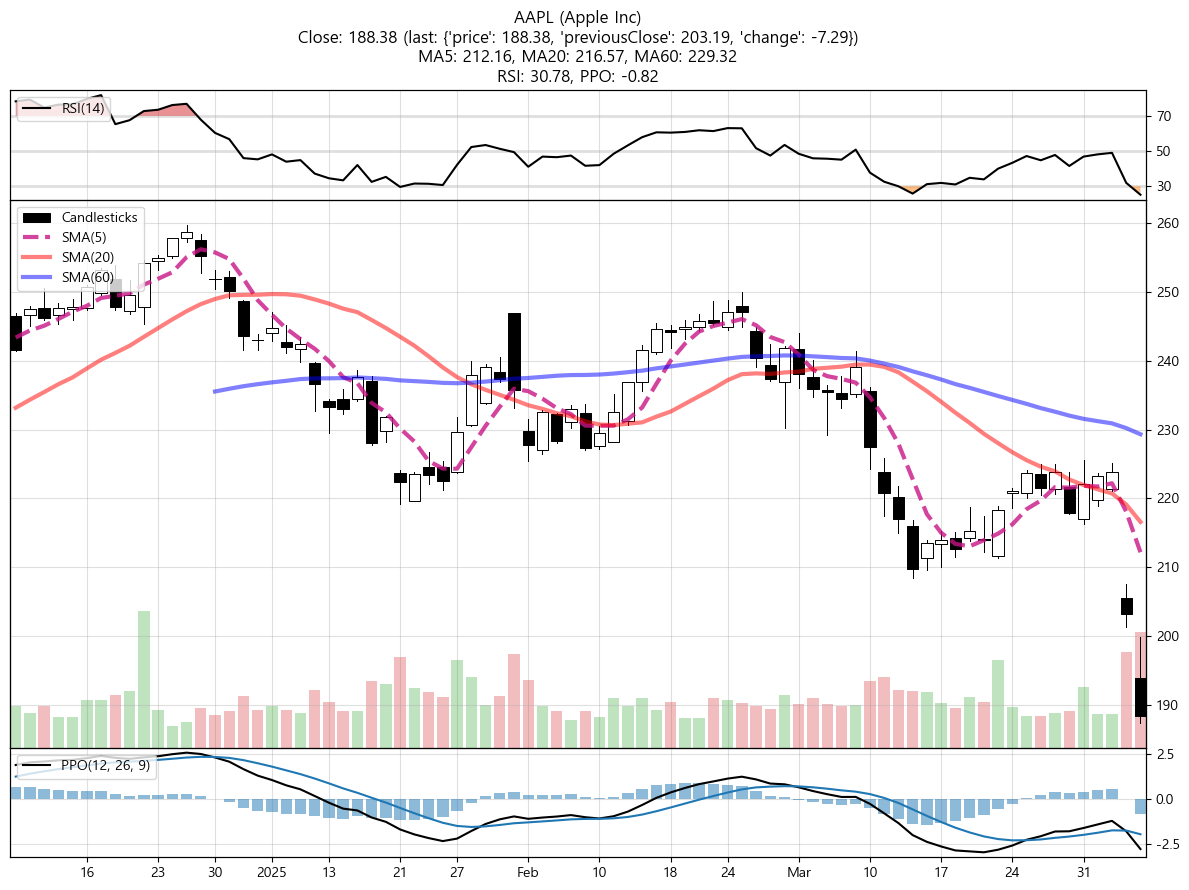 AAPL (Apple Inc)
Close: 188.38 (last: {'price': 188.38, 'previousClose': 203.19, 'change': -7.29})
MA5: 212.16, MA20: 216.57, MA60: 229.32
RSI: 30.78, PPO: -0.82
RSI(14)
70
50
30
Candlesticks
SMA(5)
SMA(20)
SMA(60)
260
250
240
230
220
210
200
190
PPO(12, 26, 9)
2.5
0.0
-2.5
16 23 30 2025 13 21 27 Feb 10 18 24 Mar 10 17 24 31